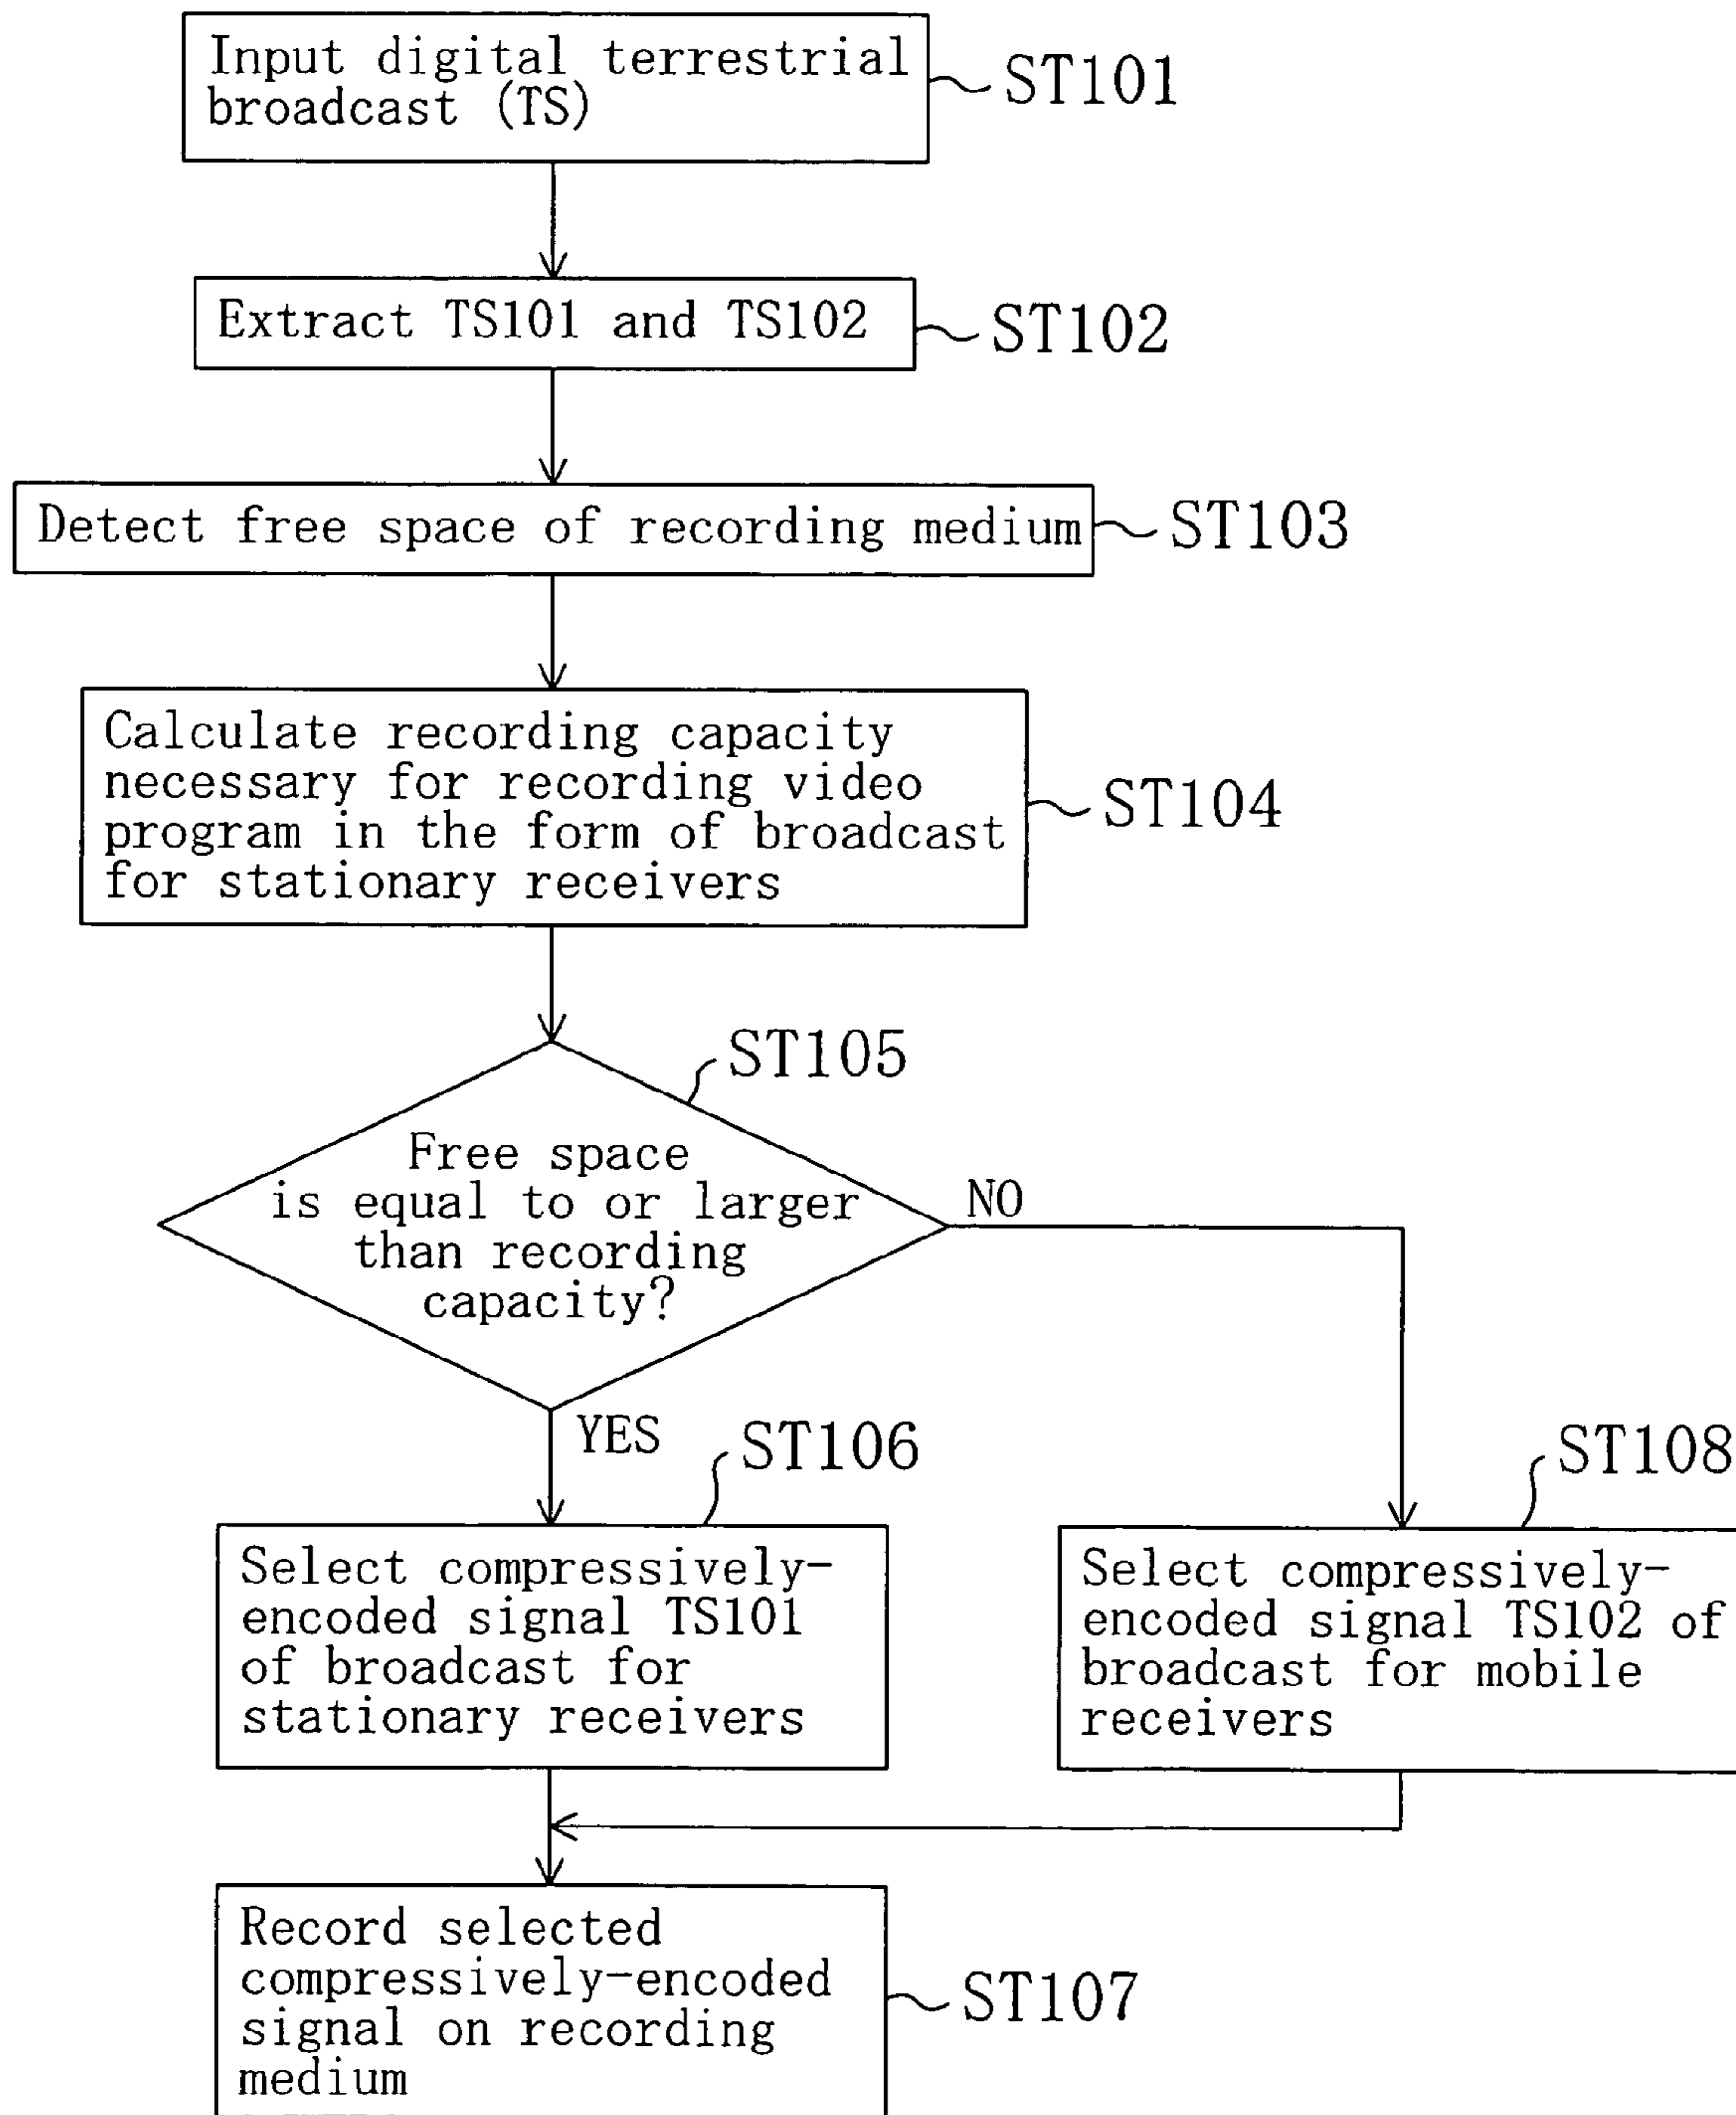 Input digital terrestrial
broadcast (TS)
ST101
Extract TS101 and TS102
ST102
Detect free space of recording medium
ST103
Calculate recording capacity
necessary for recording video
program in the form of broadcast
for stationary receivers
ST104
ST105
Free space
is equal to or larger
than recording
capacity?
NO
YES
ST106
Select compressively-
encoded signal TS101
of broadcast for
stationary receivers
ST108
Select compressively-
encoded signal TS102 of
broadcast for mobile
receivers
Record selected
compressively-encoded
signal on recording
medium
ST107